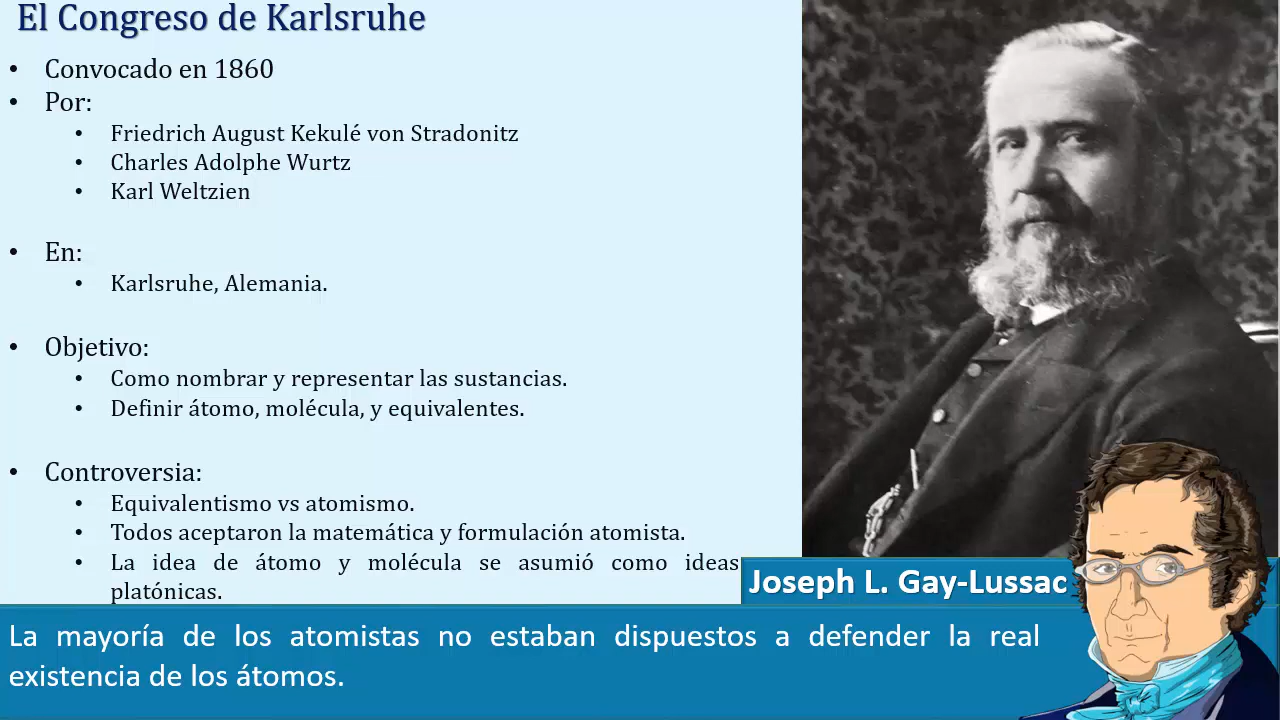 El Congreso de Karlsruhe
• Convocado en 1860
• Por:
• Friedrich August Kekulé von Stradonitz
• Charles Adolphe Wurtz
• Karl Weltzien
• En:
• Karlsruhe, Alemania.
• Objetivo:
• Como nombrar y representar las sustancias.
• Definir átomo, molécula, y equivalentes.
• Controversia:
• Equivalentismo vs atomismo.
• Todos aceptaron la matemática y formulación atomista.
• La idea de átomo y molécula se asumió como ideas
platónicas.
Joseph L. Gay-Lussac
La mayoría de los atomistas no estaban dispuestos a defender la real
existencia de los átomos.